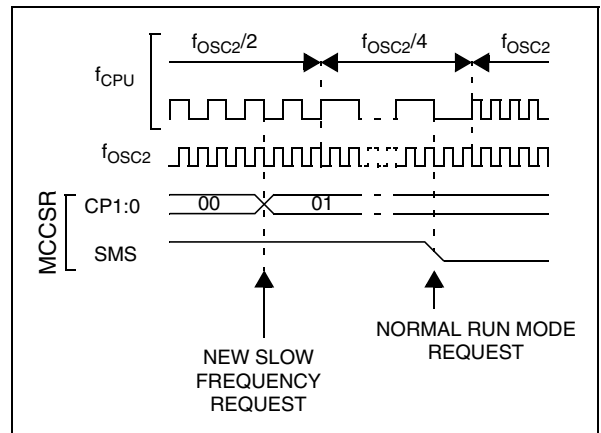 fOSC2/2 fOSC2/4 fOSC2
fCPU
fOSC2
MCCSR
CP1:0 00 01
SMS
NEW SLOW
FREQUENCY
REQUEST
NORMAL RUN MODE
REQUEST